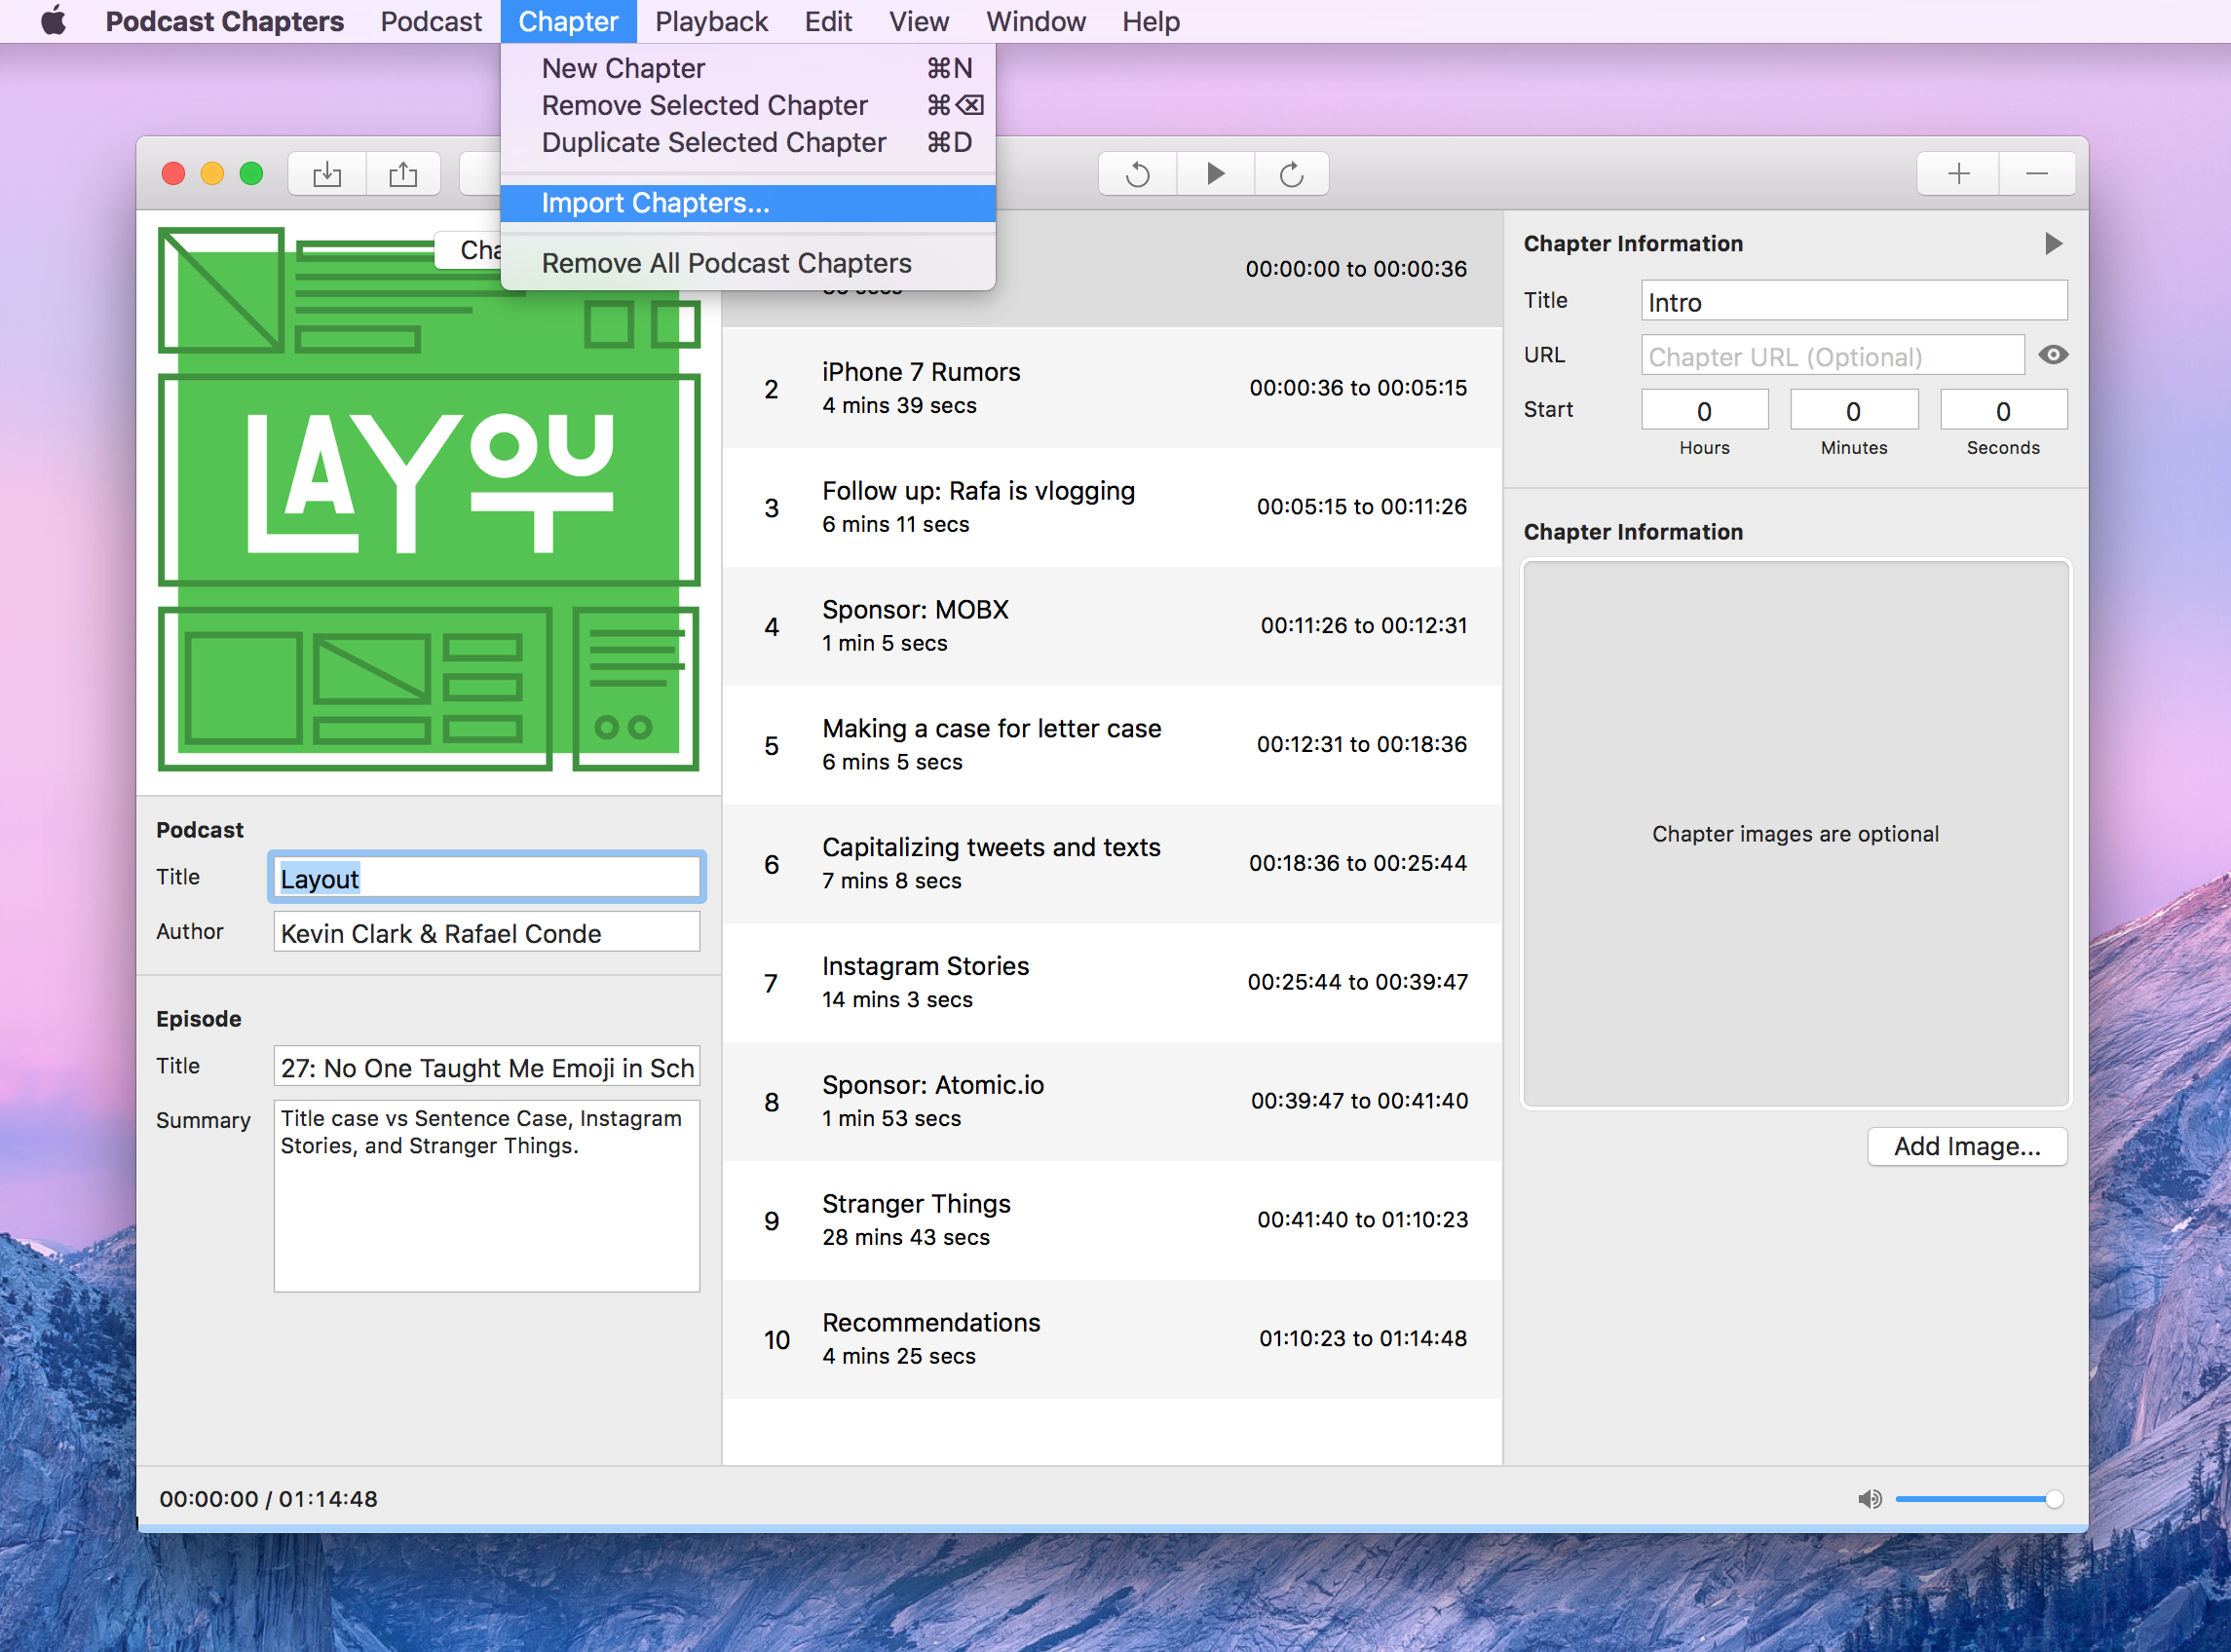 Podcast Chapters Podcast Chapter Playback Edit View Window Help
New Chapter ⌘N
Remove Selected Chapter ⌘⌫
Duplicate Selected Chapter ⌘D
Import Chapters...
Remove All Podcast Chapters
LAYOUT
Podcast
Title Layout
Author Kevin Clark & Rafael Conde
Episode
Title 27: No One Taught Me Emoji in Sch
Summary Title case vs Sentence Case, Instagram
Stories, and Stranger Things.
00:00:00 to 00:00:36
2 iPhone 7 Rumors 00:00:36 to 00:05:15
4 mins 39 secs
3 Follow up: Rafa is vlogging 00:05:15 to 00:11:26
6 mins 11 secs
4 Sponsor: MOBX 00:11:26 to 00:12:31
1 min 5 secs
5 Making a case for letter case 00:12:31 to 00:18:36
6 mins 5 secs
6 Capitalizing tweets and texts 00:18:36 to 00:25:44
7 mins 8 secs
7 Instagram Stories 00:25:44 to 00:39:47
14 mins 3 secs
8 Sponsor: Atomic.io 00:39:47 to 00:41:40
1 min 53 secs
9 Stranger Things 00:41:40 to 01:10:23
28 mins 43 secs
10 Recommendations 01:10:23 to 01:14:48
4 mins 25 secs
Chapter Information
Title Intro
URL Chapter URL (Optional)
Start 0 0 0
Hours Minutes Seconds
Chapter Information
Chapter images are optional
Add Image...
00:00:00 / 01:14:48